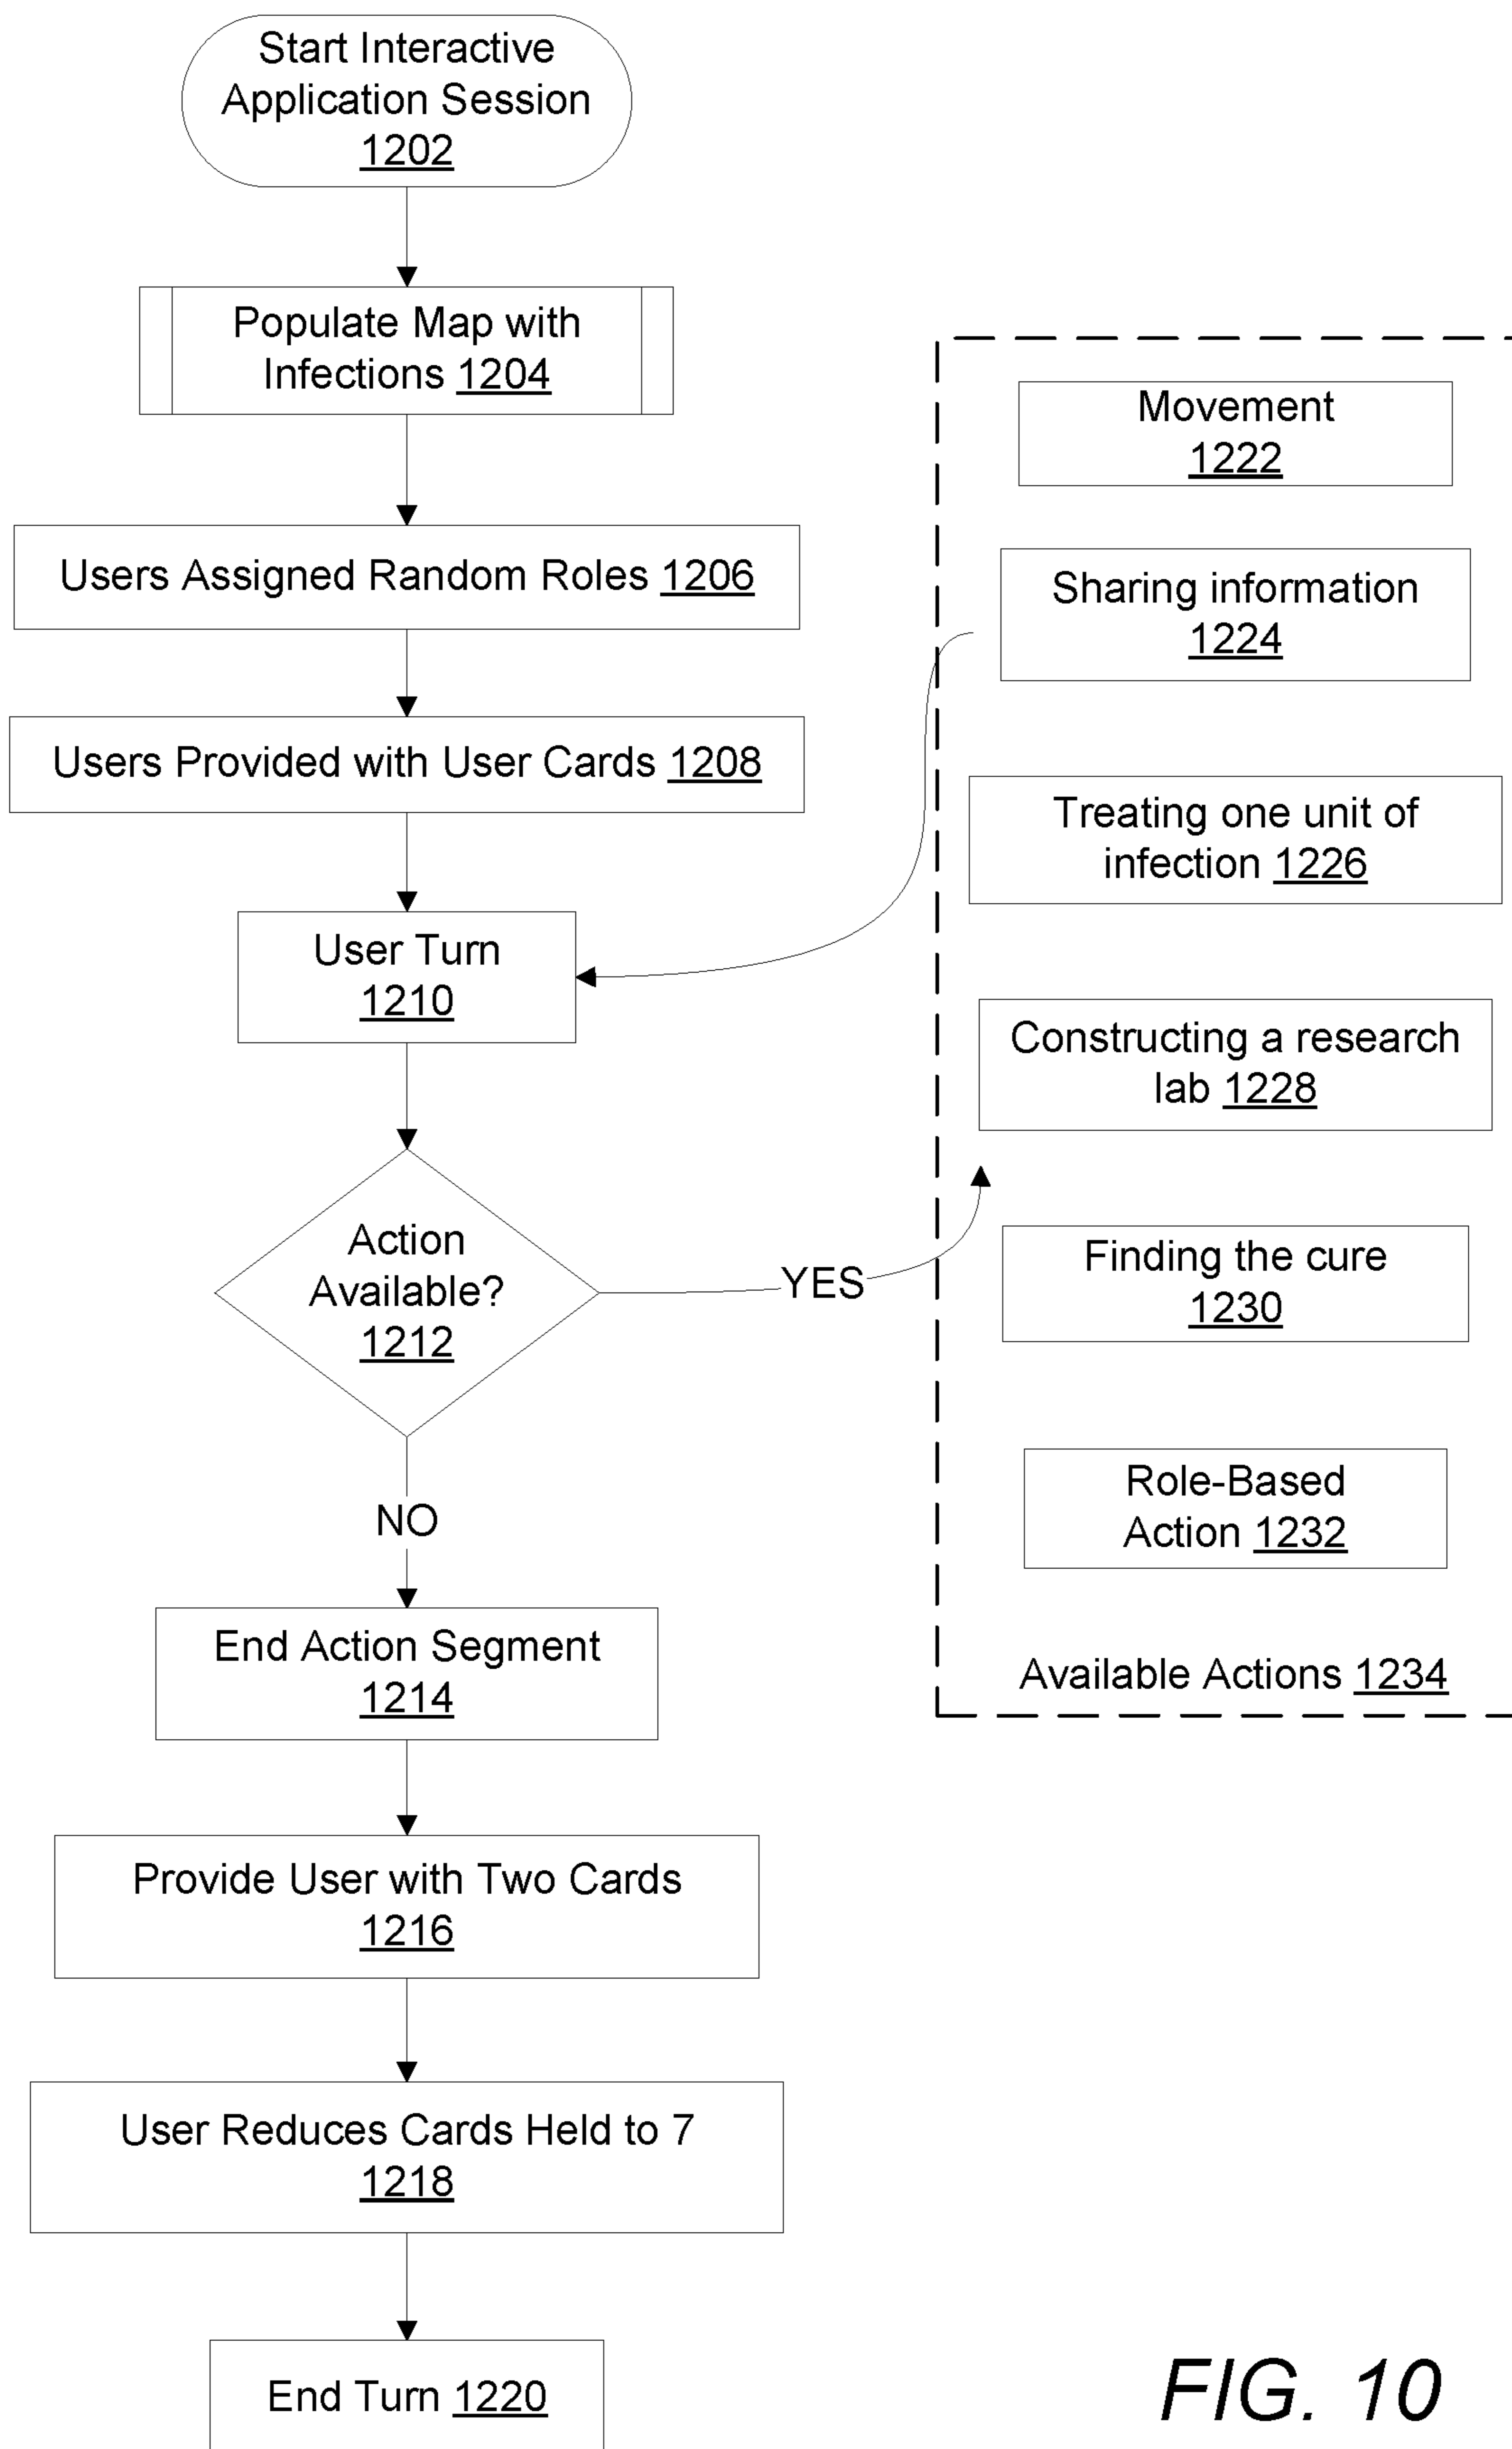 Start Interactive
Application Session
1202
Populate Map with
Infections 1204
Users Assigned Random Roles 1206
Users Provided with User Cards 1208
User Turn
1210
Action
Available?
1212
YES
NO
End Action Segment
1214
Provide User with Two Cards
1216
User Reduces Cards Held to 7
1218
End Turn 1220
Movement
1222
Sharing information
1224
Treating one unit of
infection 1226
Constructing a research
lab 1228
Finding the cure
1230
Role-Based
Action 1232
Available Actions 1234
FIG. 10